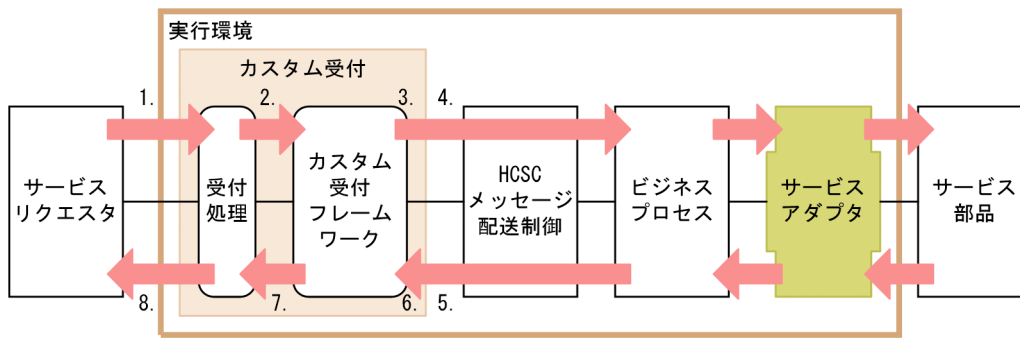 実行環境
カスタム受付
1.
2.
3.
4.
サービス
リクエスタ
受付
処理
カスタム
受付
フレーム
ワーク
HCSC
メッセージ
配送制御
ビジネス
プロセス
サービス
アダプタ
サービス
部品
8.
7.
6.
5.